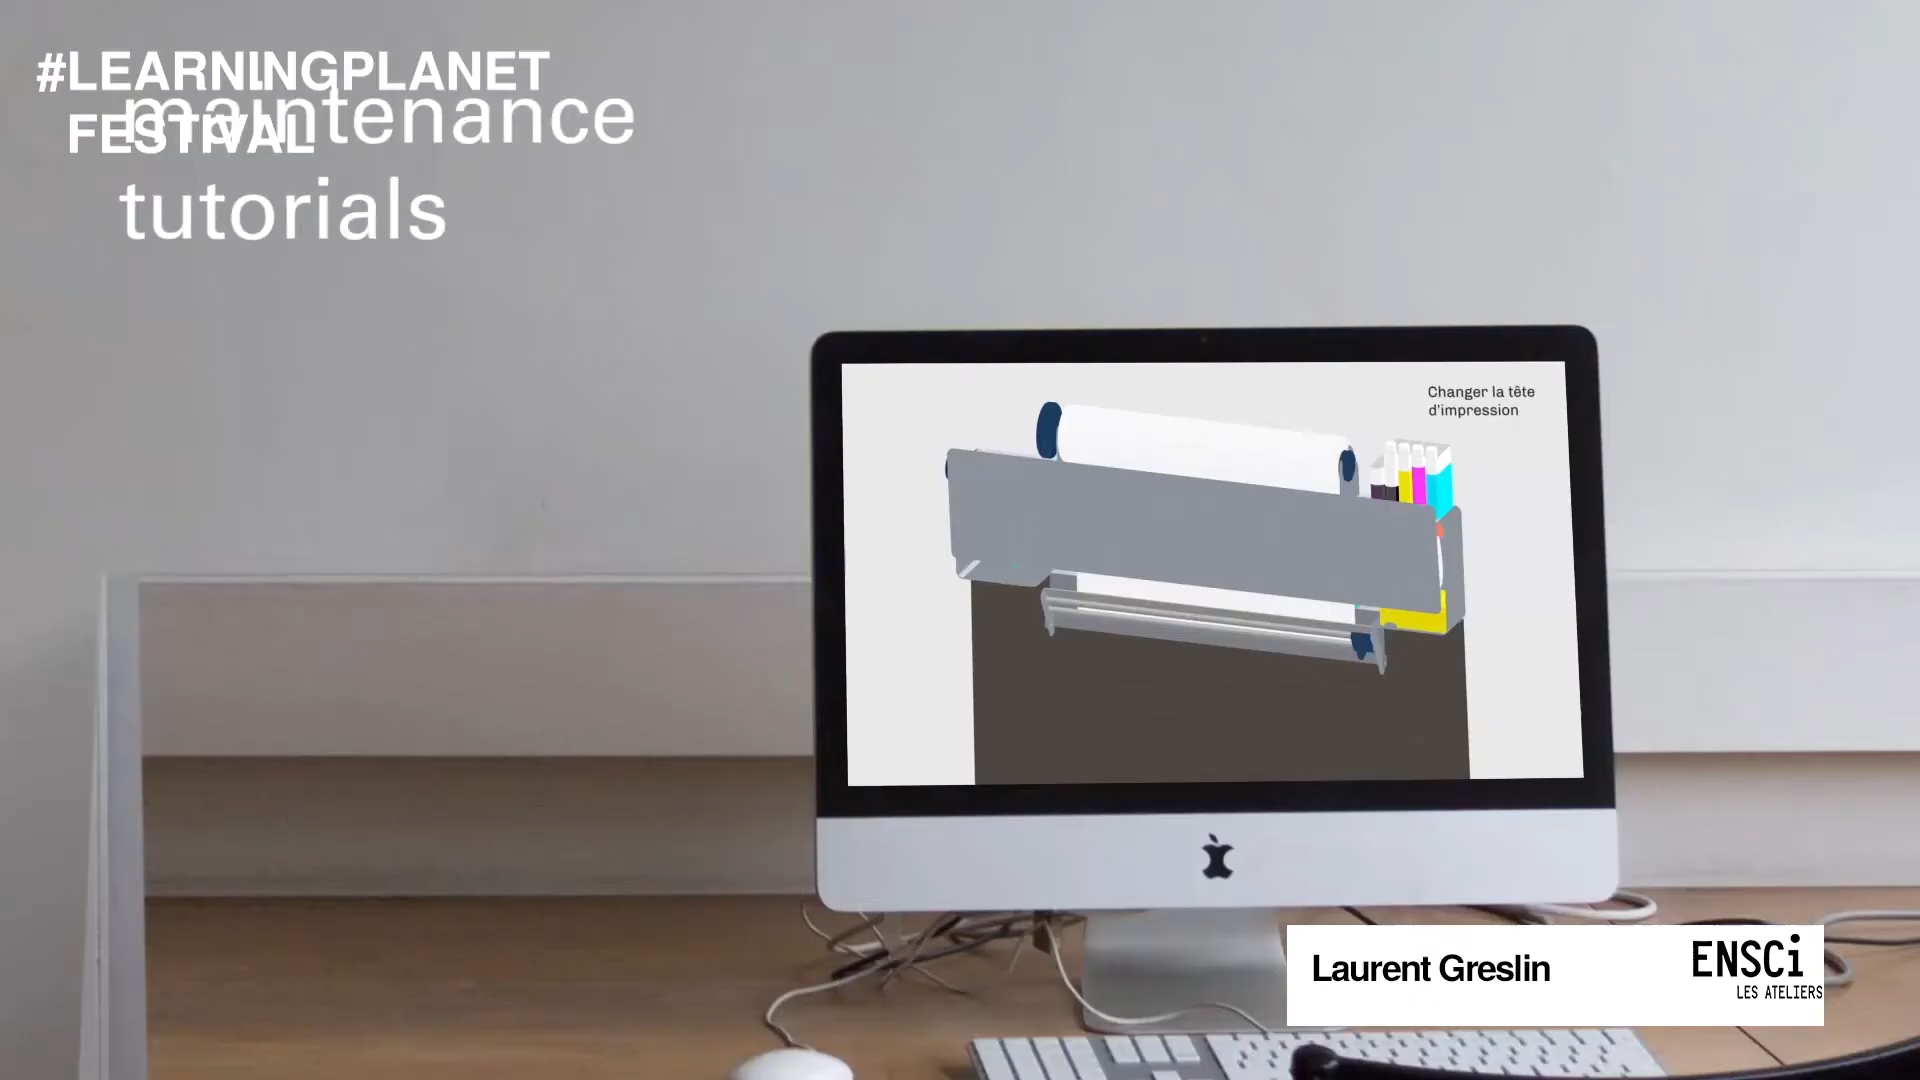 #LEARNINGPLANET
FESTIVAL
maintenance
tutorials
Changer la tête
d'impression
Laurent Greslin
ENSCi
LES ATELIERS